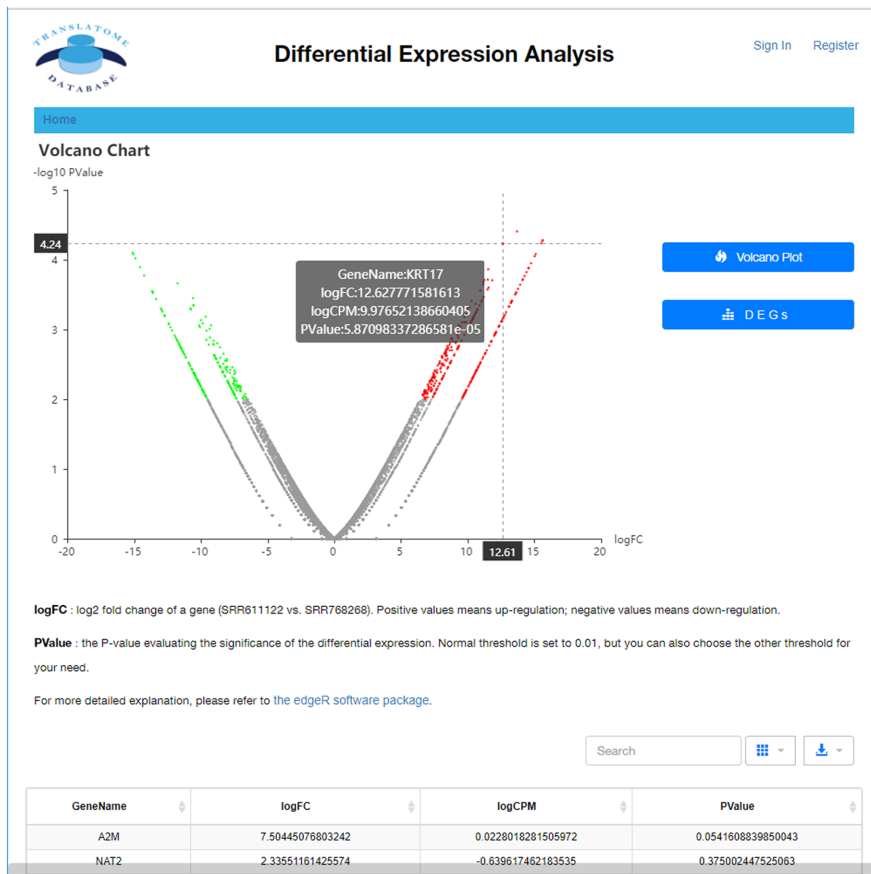 TRANSLATOME
DATABASE
Differential Expression Analysis
Sign In Register
Home
Volcano Chart
-log10 PValue
5
4.24
4
3
2
1
0
GeneName:KRT17
logFC:12.627771581613
logCPM:9.97652138660405
PValue:5.87098337286581e-05
Volcano Plot
D E G s
-20 -15 -10 -5 0 5 10 12.61 15 20
logFC
logFC : log2 fold change of a gene (SRR611122 vs. SRR768268). Positive values means up-regulation; negative values means down-regulation.
PValue : the P-value evaluating the significance of the differential expression. Normal threshold is set to 0.01, but you can also choose the other threshold for
your need.
For more detailed explanation, please refer to the edgeR software package.
Search
GeneName logFC logCPM PValue
A2M 7.50445076803242 0.0228018281505972 0.0541608839850043
NAT2 2.33551161425574 -0.639617462183535 0.375002447525063